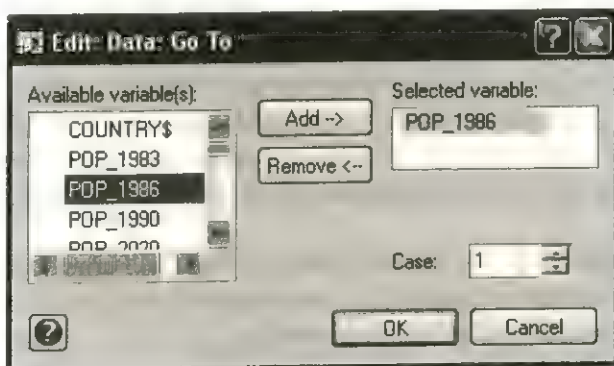 Edit: Data: Go To
Available variable(s):
COUNTRY$
POP_1983
POP_1986
POP_1990
POP_2020
Add -->
Remove <--
Selected variable:
POP_1986
Case: 1
OK
Cancel